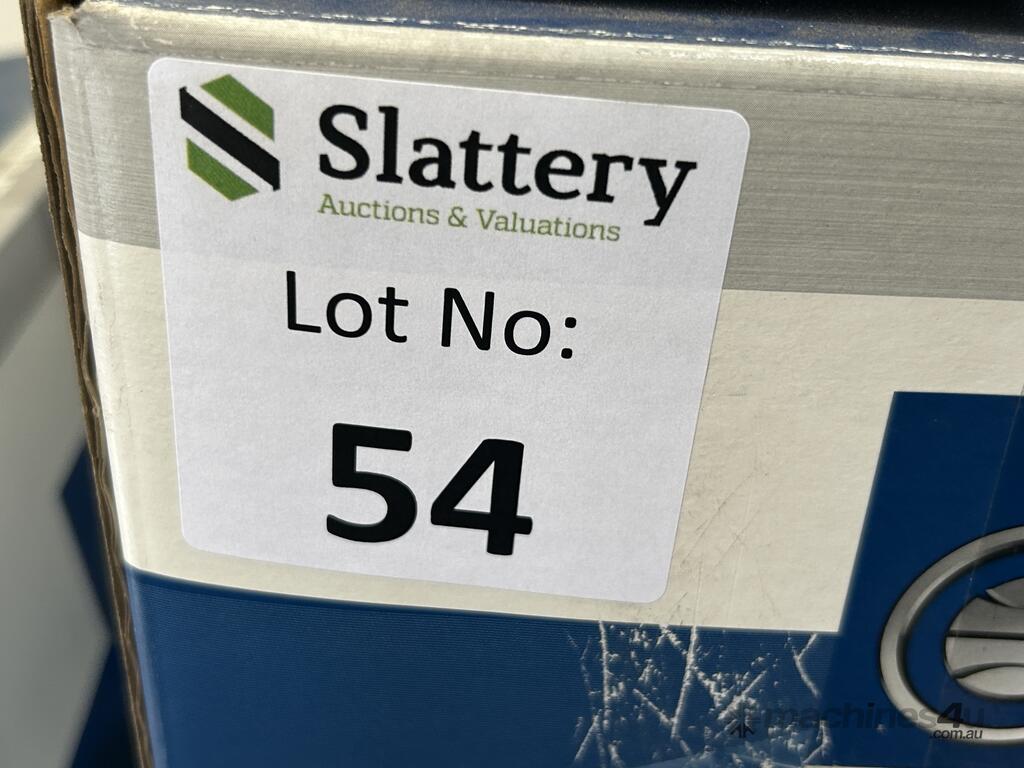 Slattery
Auctions & Valuations
Lot No:
54
machines4u
.com.au